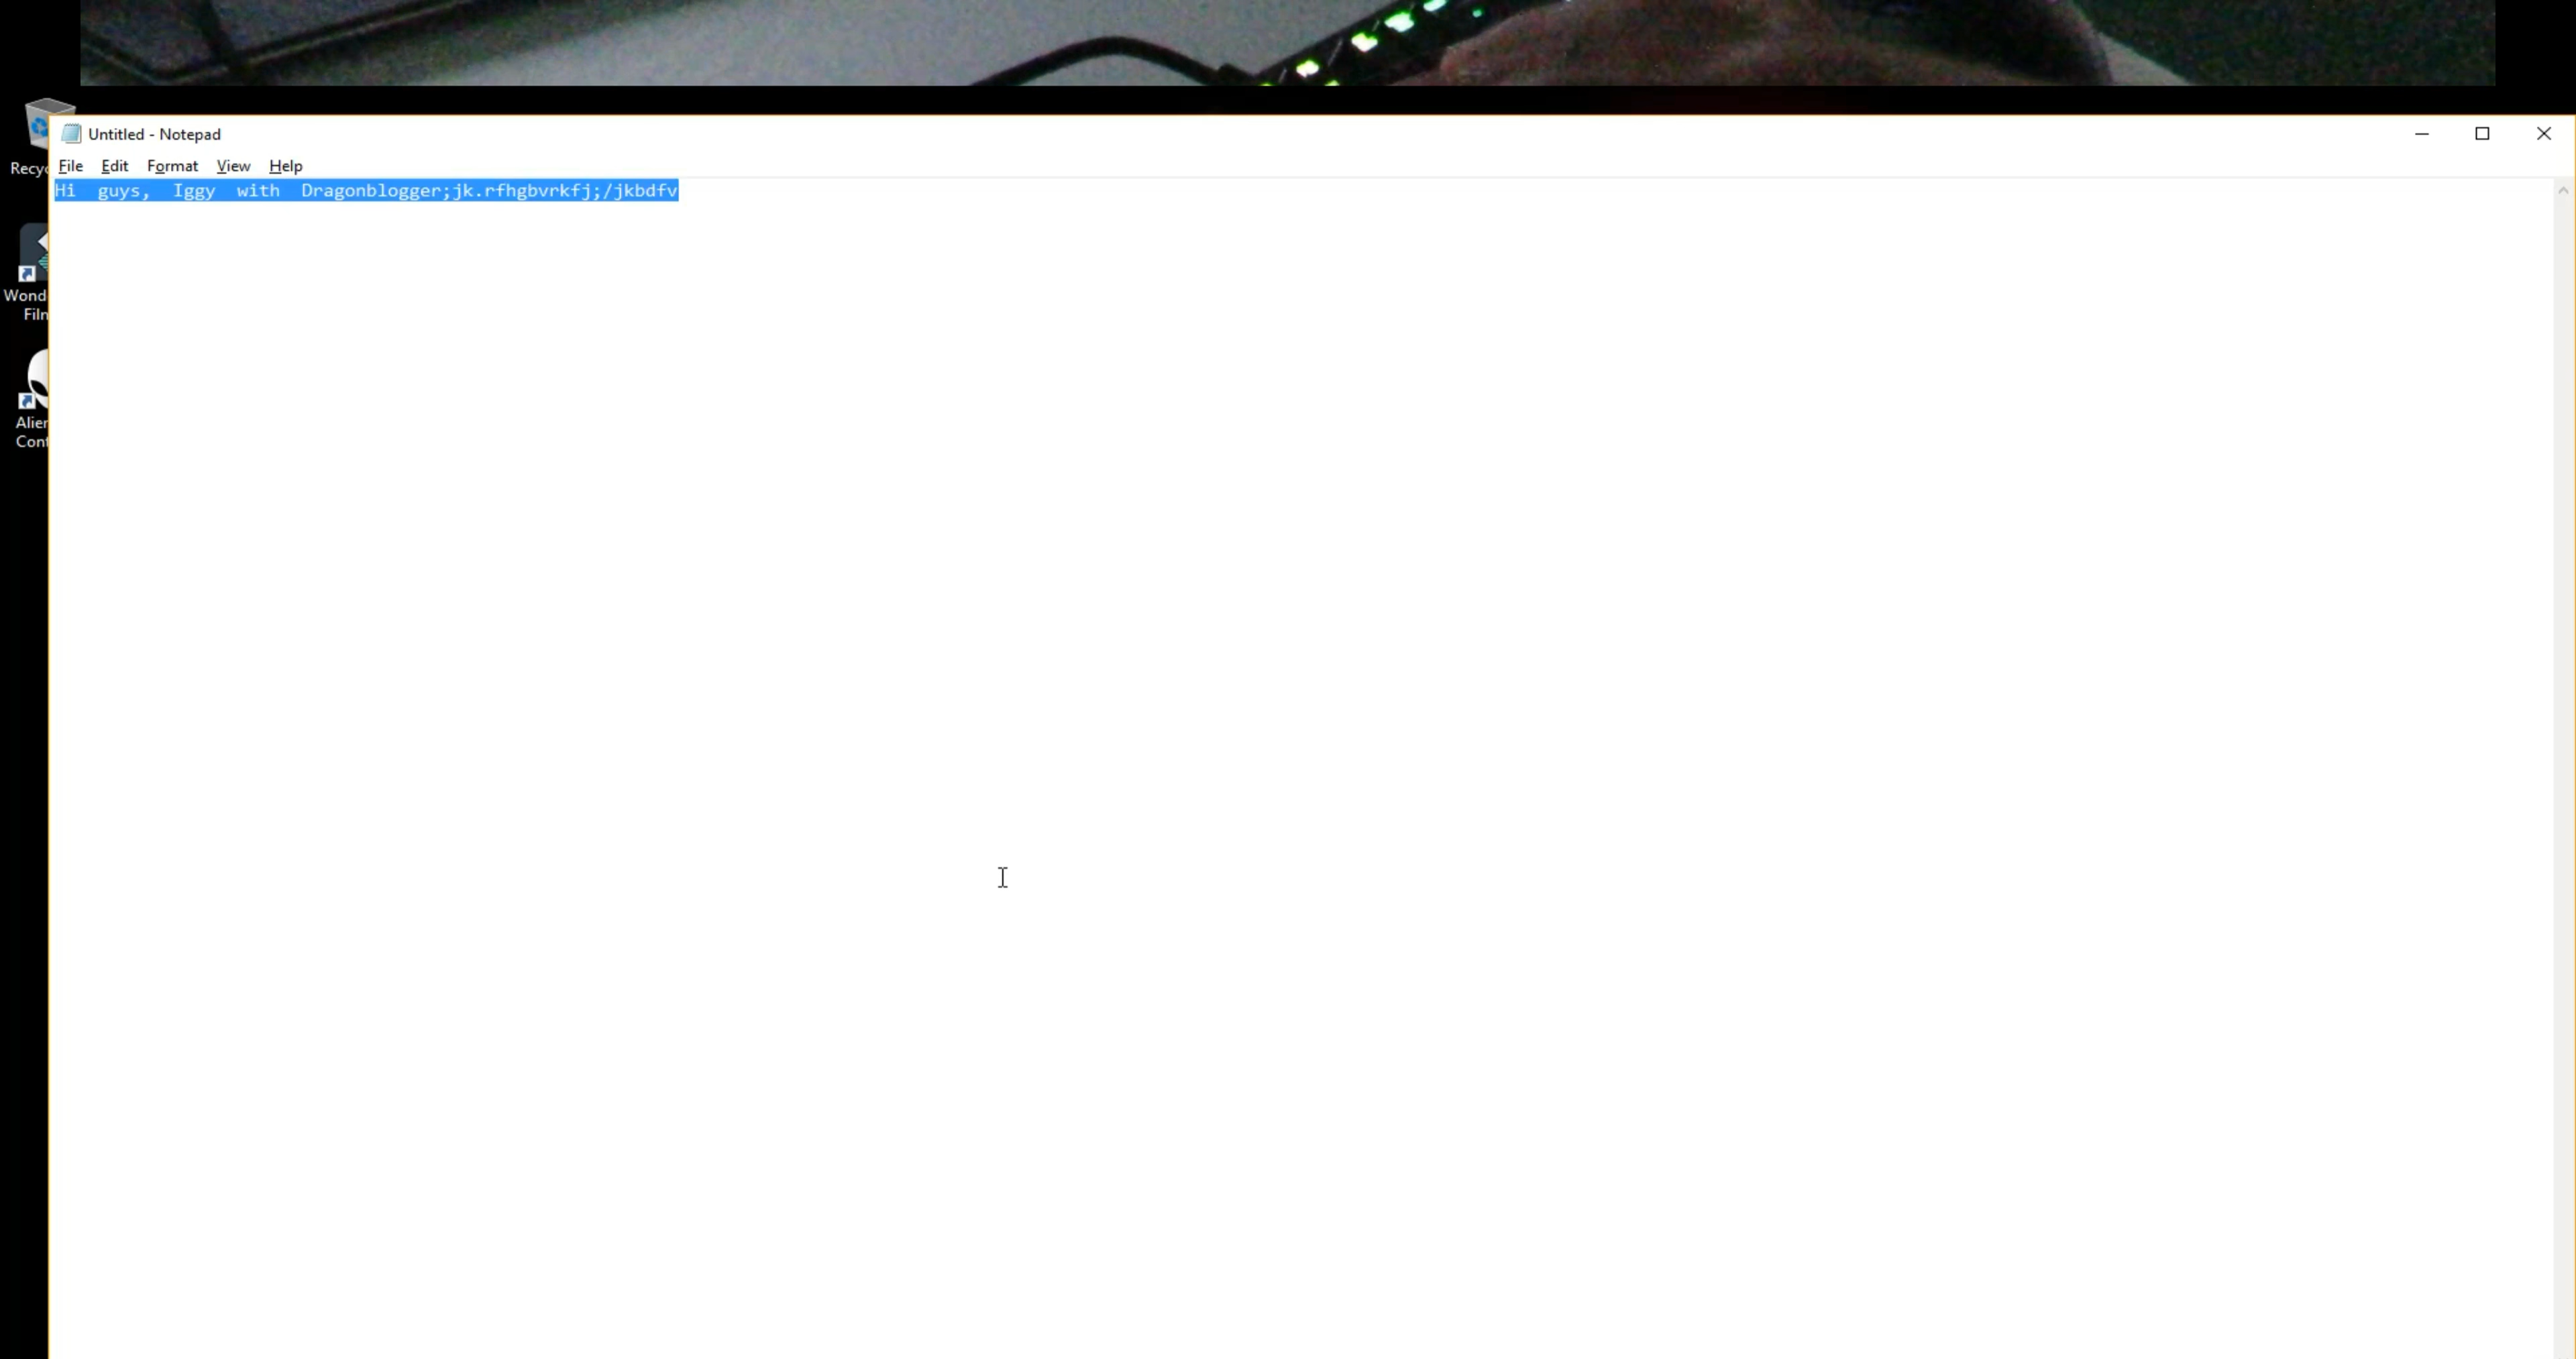 Untitled - Notepad
File Edit Format View Help
Hi  guys,  Iggy  with  Dragonblogger;jk.rfhgbvrkfj;/jkbdfv